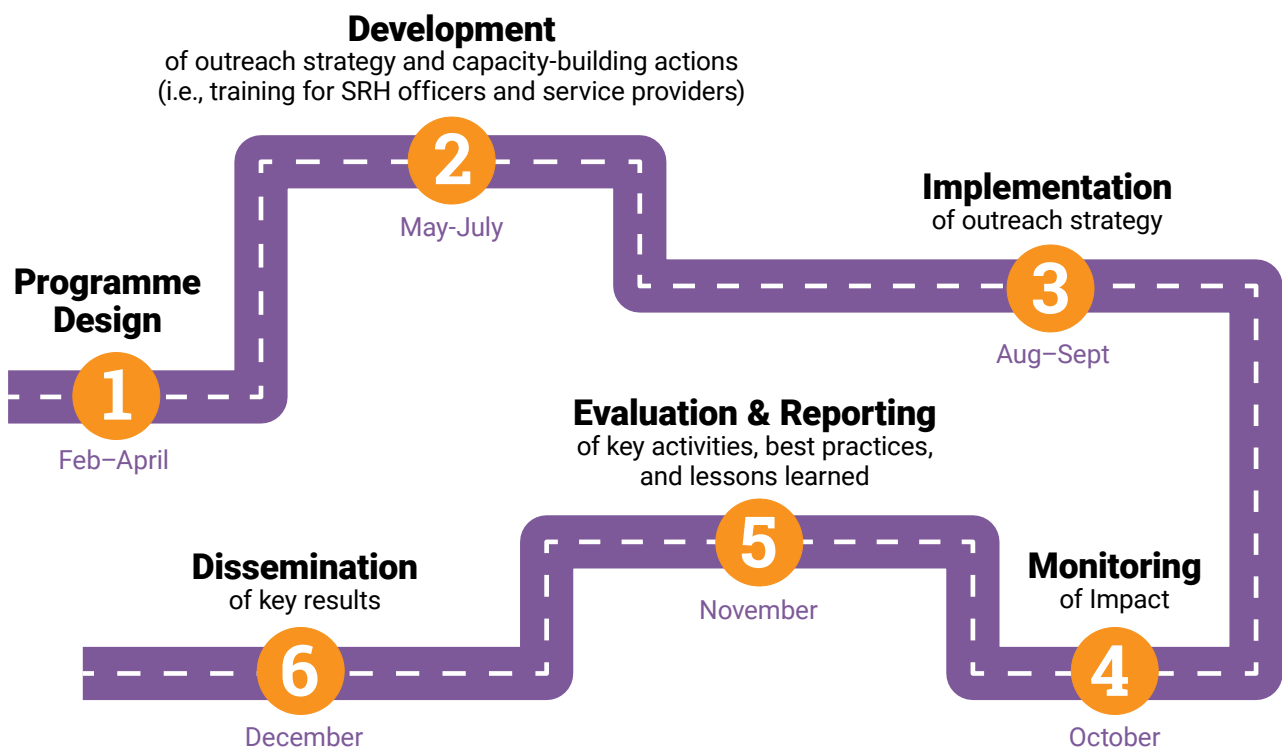 Programme
Design
1
Feb–April
Development
of outreach strategy and capacity-building actions
(i.e., training for SRH officers and service providers)
2
May-July
Implementation
of outreach strategy
3
Aug–Sept
Monitoring
of Impact
4
October
Evaluation & Reporting
of key activities, best practices,
and lessons learned
5
November
Dissemination
of key results
6
December